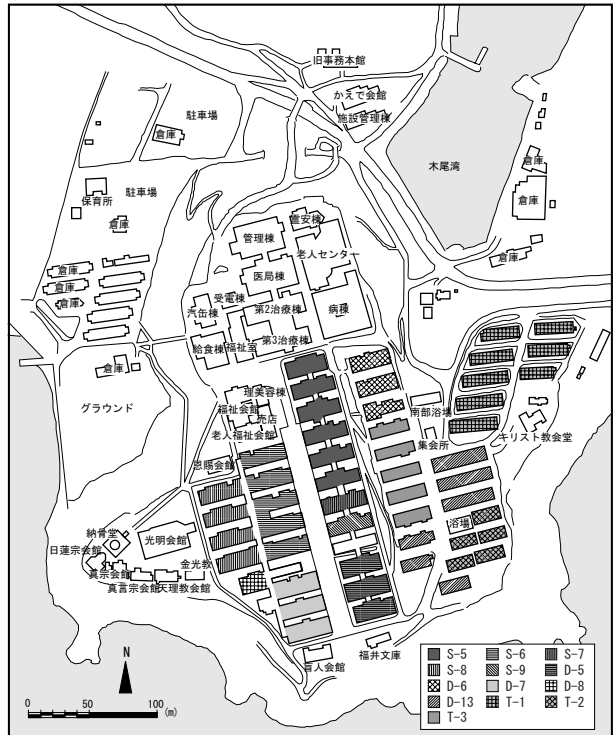 旧事務本館
かえで会館
施設管理棟
駐車場
倉庫
木尾湾
倉庫
倉庫
駐車場
保育所
倉庫
霊安棟
管理棟
老人センター
倉庫
医局棟
倉庫
倉庫
倉庫
受電棟
汽缶棟
第2治療棟
病棟
給食棟
福祉室
第3治療棟
倉庫
グラウンド
理美容棟
福祉会館
売店
南部浴場
老人福祉会館
集会所
キリスト教会堂
恩賜会館
浴場
納骨堂
光明会館
日蓮宗会館
金光教
真宗会館
真言宗会館
天理教会館
福井文庫
盲人会館
N
0 50 100
(m)
S-5 S-6 S-7
S-8 S-9 D-5
D-6 D-7 D-8
D-13 T-1 T-2
T-3